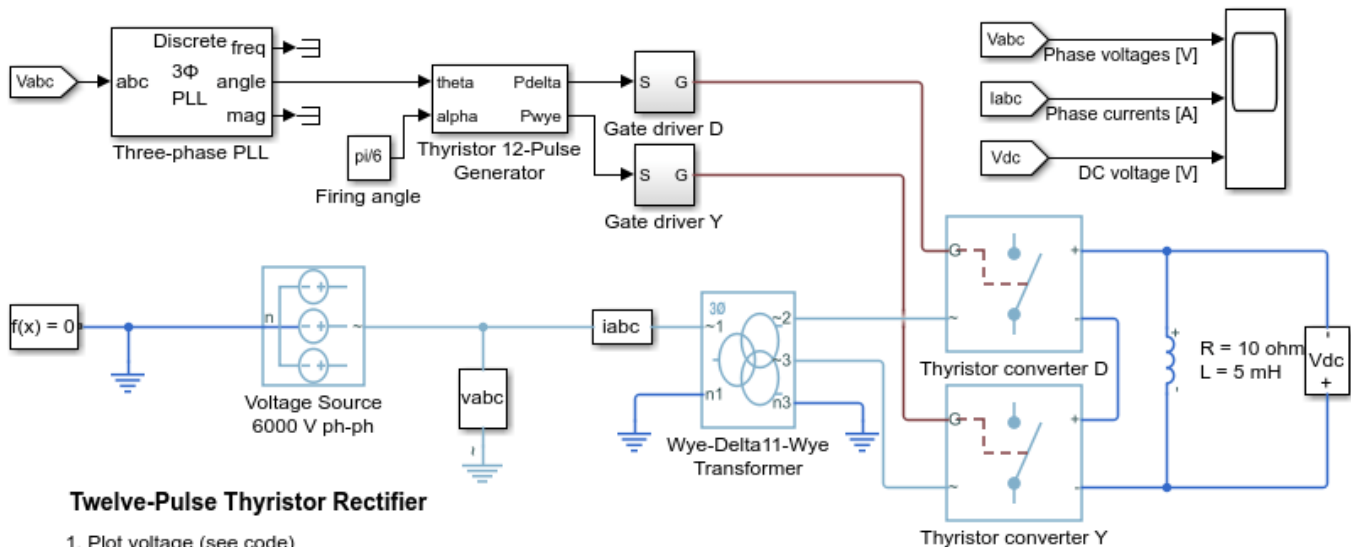 Vabc
Discrete
3Φ
PLL
abc
freq
angle
mag
Three-phase PLL
pi/6
Firing angle
theta
alpha
Pdelta
Pwye
Thyristor 12-Pulse
Generator
S G
Gate driver D
S G
Gate driver Y
Vabc
Phase voltages [V]
Iabc
Phase currents [A]
Vdc
DC voltage [V]
f(x) = 0
n
~
Voltage Source
6000 V ph-ph
vabc
~
iabc
3Ø
~1
~2
~3
n1
n3
Wye-Delta11-Wye
Transformer
G
~
+
-
Thyristor converter D
G
~
+
-
Thyristor converter Y
+
-
R = 10 ohm
L = 5 mH
-
Vdc
+
Twelve-Pulse Thyristor Rectifier
1. Plot voltage (see code)